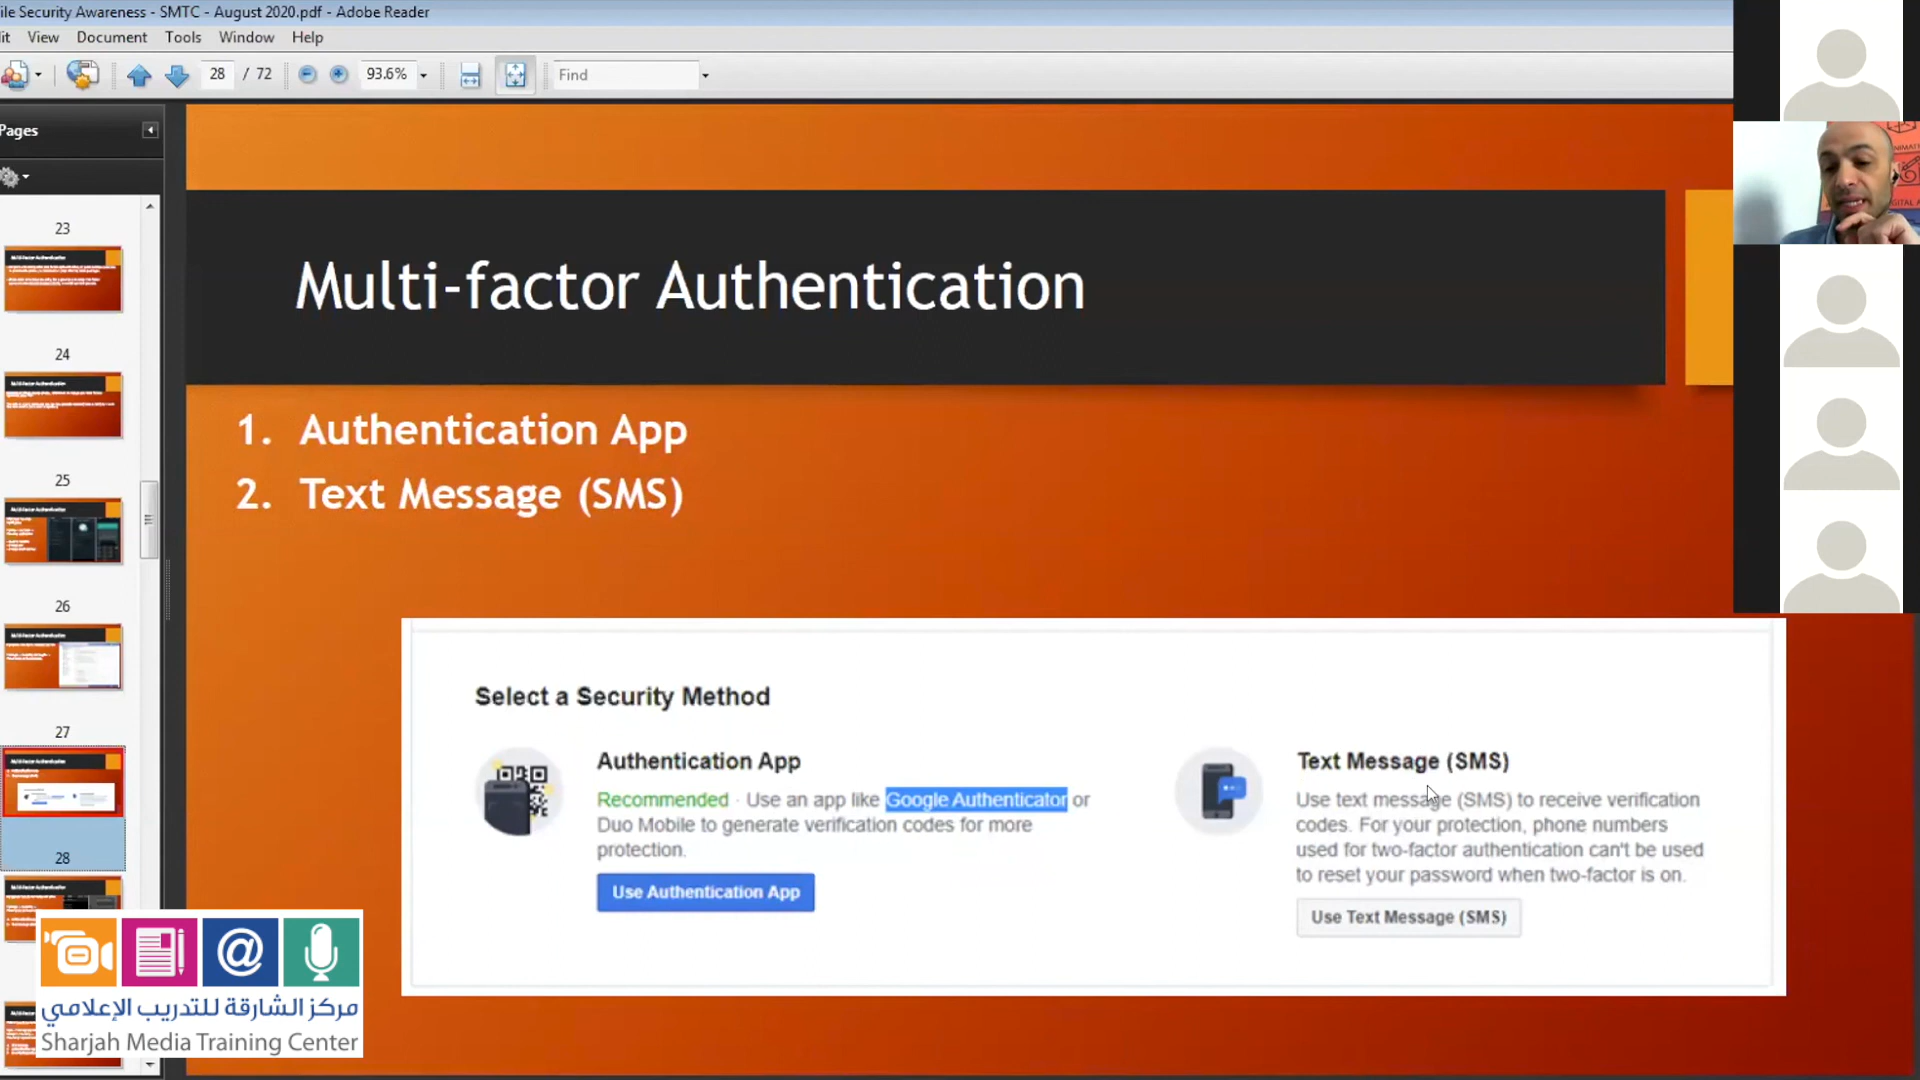 ile Security Awareness - SMTC - August 2020.pdf - Adobe Reader
it View Document Tools Window Help
28 / 72 93.6% Find
Pages
23
24
25
26
27
28
Multi-factor Authentication
1. Authentication App
2. Text Message (SMS)
Select a Security Method
Authentication App
Recommended · Use an app like Google Authenticator or
Duo Mobile to generate verification codes for more
protection.
Use Authentication App
Text Message (SMS)
Use text message (SMS) to receive verification
codes. For your protection, phone numbers
used for two-factor authentication can't be used
to reset your password when two-factor is on.
Use Text Message (SMS)
مركز الشارقة للتدريب الإعلامي
Sharjah Media Training Center